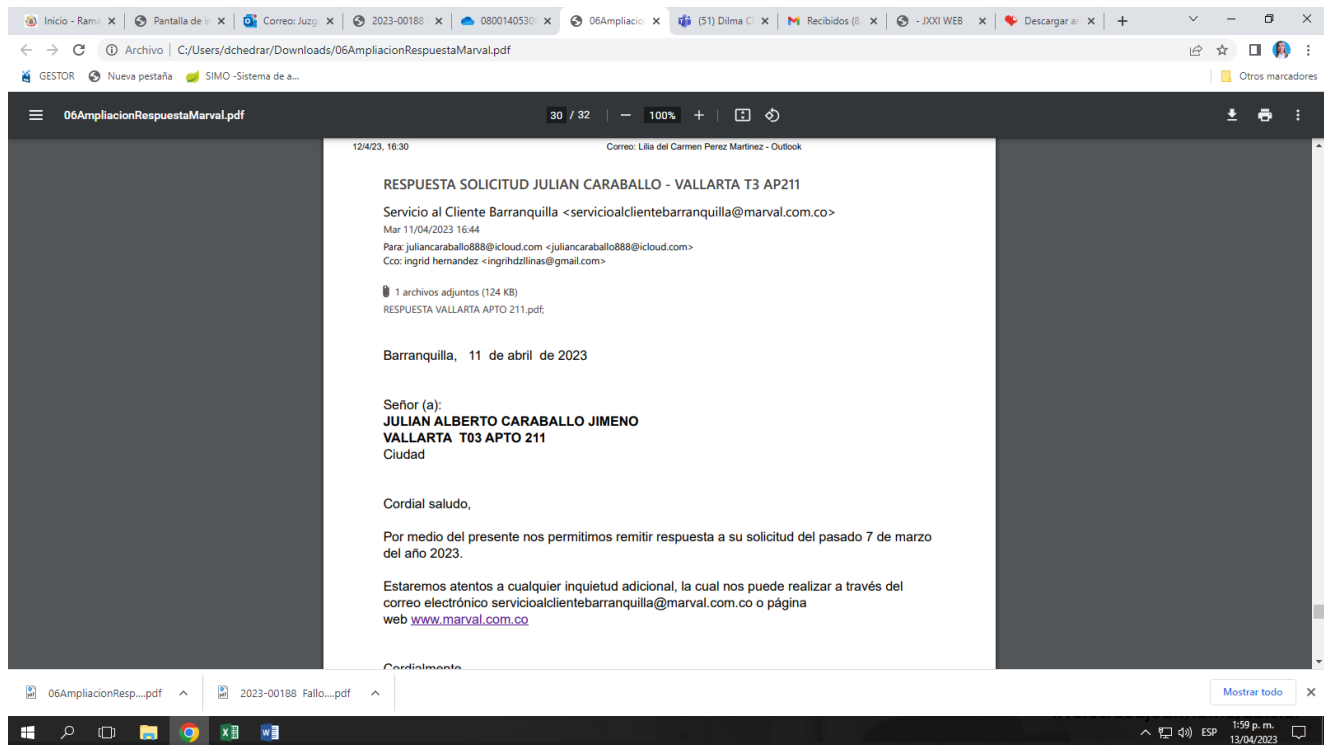 Inicio - Rama
Pantalla de in
Correo: Juzg
2023-00188
0800140530
06Ampliacio
(51) Dilma C
Recibidos (8.
- JXXI WEB
Descargar ar
Archivo | C:/Users/dchedrar/Downloads/06AmpliacionRespuestaMarval.pdf
GESTOR Nueva pestaña SIMO -Sistema de a... Otros marcadores
06AmpliacionRespuestaMarval.pdf 30 / 32 | — 100% +
12/4/23, 16:30 Correo: Lilia del Carmen Perez Martinez - Outlook
RESPUESTA SOLICITUD JULIAN CARABALLO - VALLARTA T3 AP211
Servicio al Cliente Barranquilla <servicioalclientebarranquilla@marval.com.co>
Mar 11/04/2023 16:44
Para: juliancaraballo888@icloud.com <juliancaraballo888@icloud.com>
Cco: ingrid hernandez <ingrihdzllinas@gmail.com>
1 archivos adjuntos (124 KB)
RESPUESTA VALLARTA APTO 211.pdf;
Barranquilla, 11 de abril de 2023
Señor (a):
JULIAN ALBERTO CARABALLO JIMENO
VALLARTA T03 APTO 211
Ciudad
Cordial saludo,
Por medio del presente nos permitimos remitir respuesta a su solicitud del pasado 7 de marzo
del año 2023.
Estaremos atentos a cualquier inquietud adicional, la cual nos puede realizar a través del
correo electrónico servicioalclientebarranquilla@marval.com.co o página
web www.marval.com.co
Cordialmente
06AmpliacionResp....pdf 2023-00188 Fallo....pdf Mostrar todo
ESP 1:59 p. m.
13/04/2023